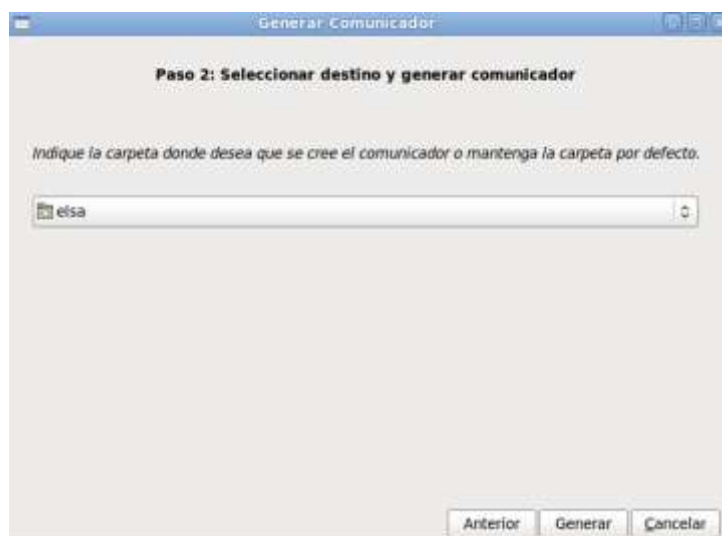 Generar Comunicador
Paso 2: Seleccionar destino y generar comunicador
Indique la carpeta donde desea que se cree el comunicador o mantenga la carpeta por defecto.
elsa
Anterior Generar Cancelar